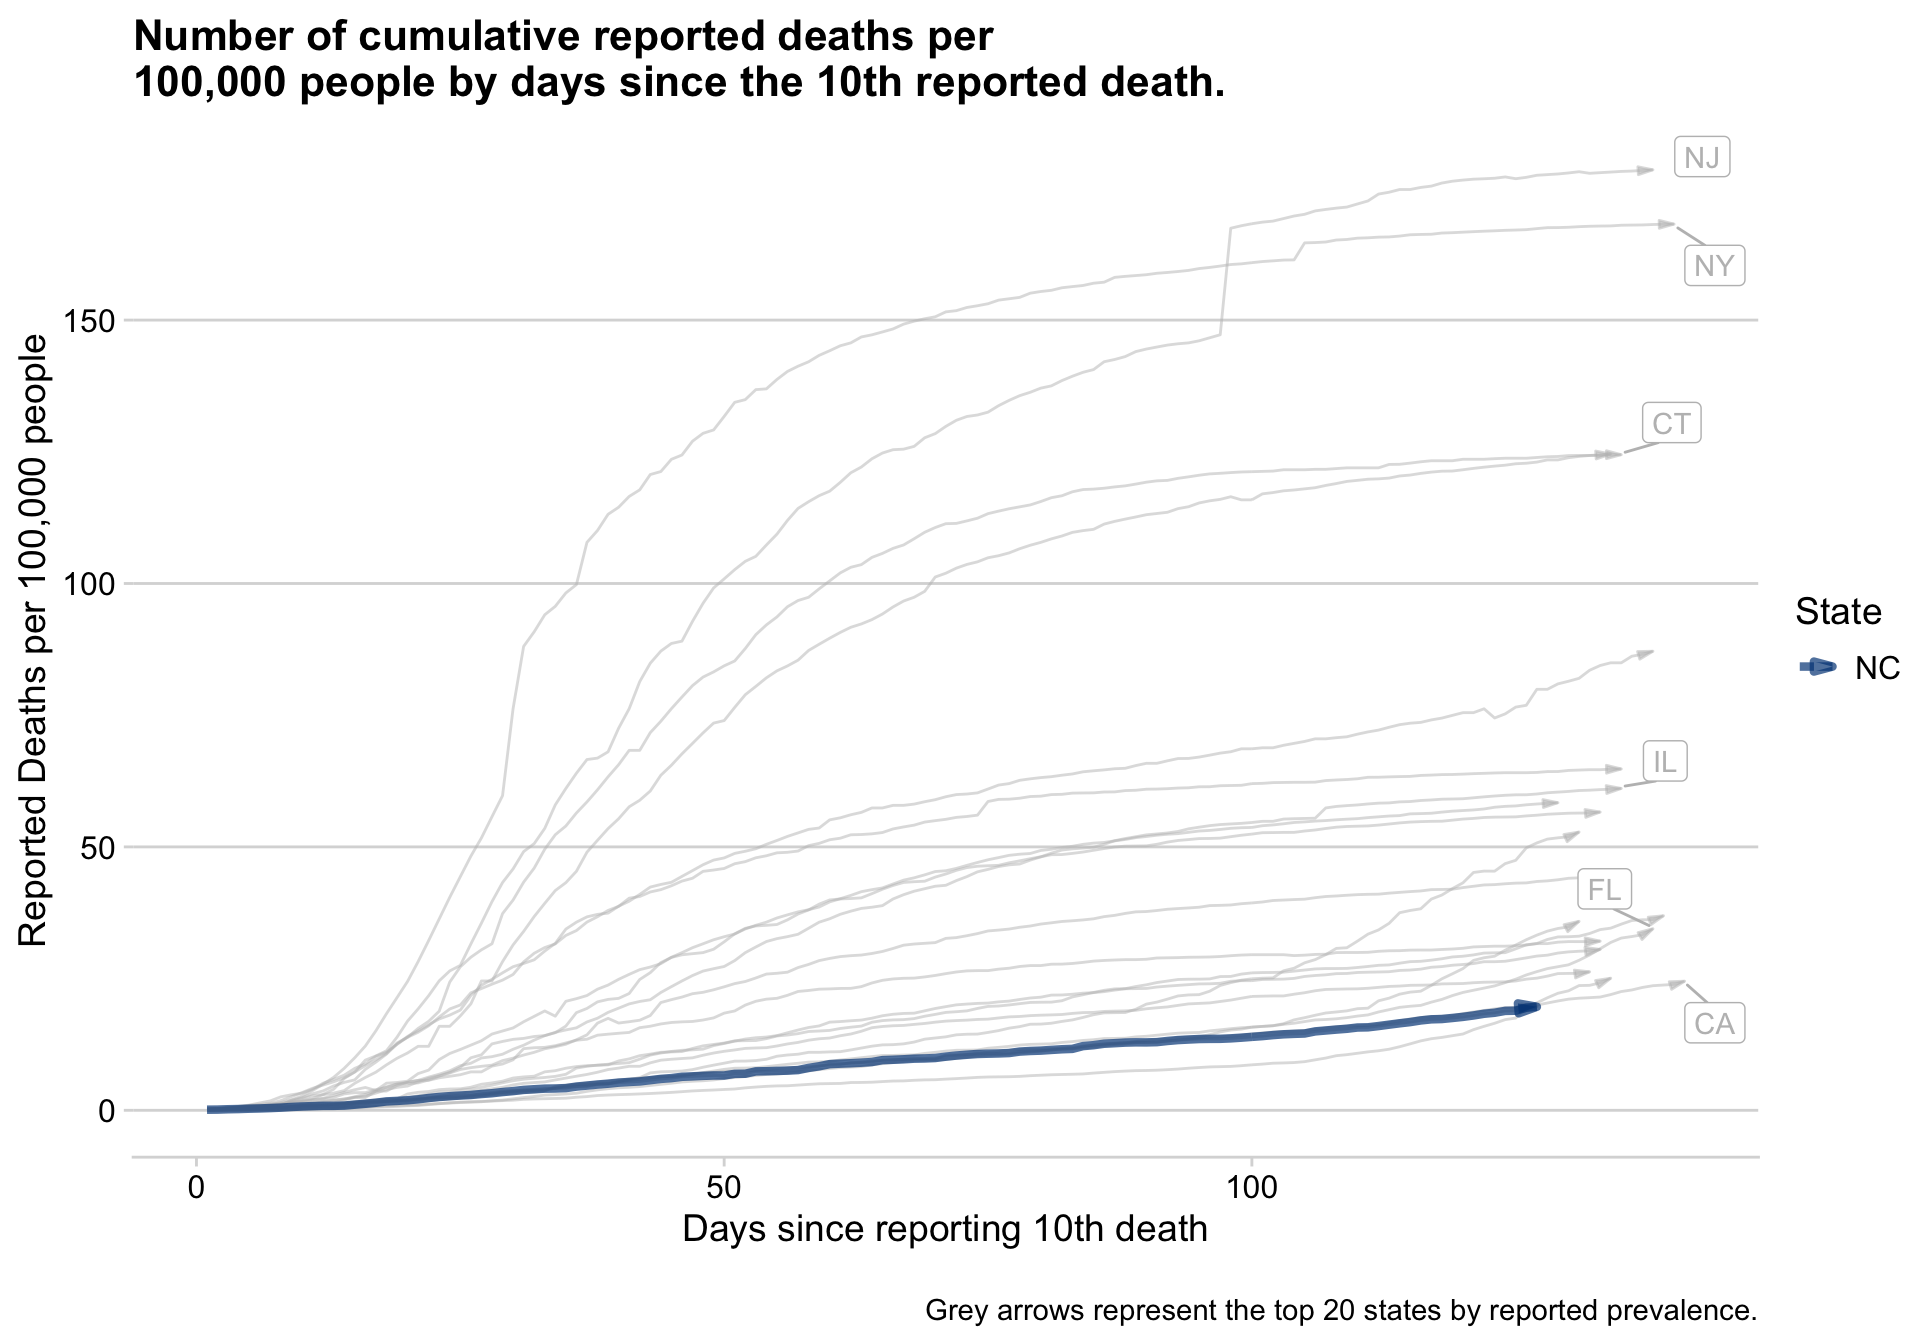 Number of cumulative reported deaths per
100,000 people by days since the 10th reported death.
NJ
NY
CT
IL
FL
CA
Reported Deaths per 100,000 people
150
100
50
0
0
50
100
Days since reporting 10th death
State
NC
Grey arrows represent the top 20 states by reported prevalence.